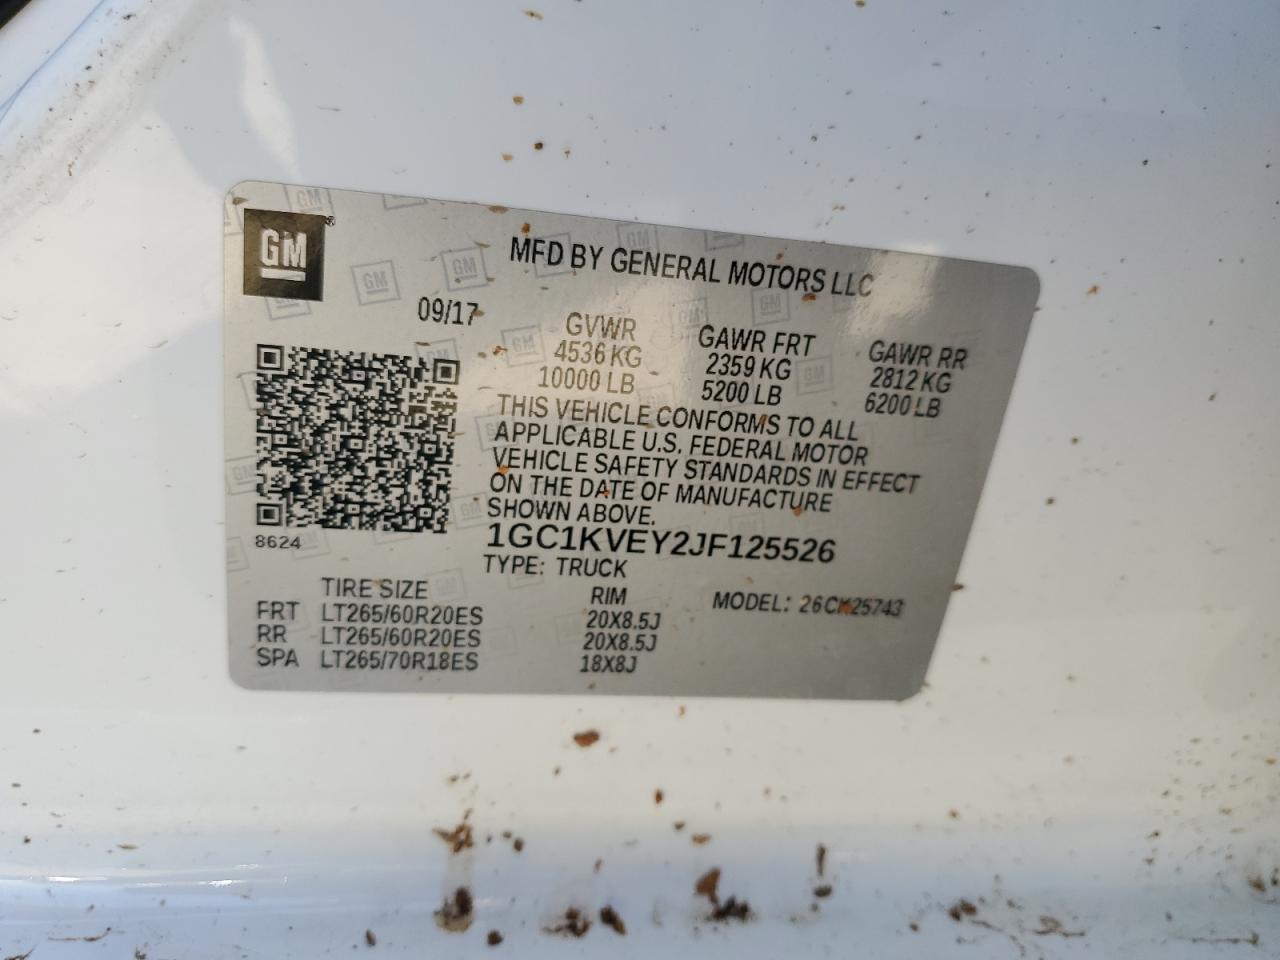 GM
MFD BY GENERAL MOTORS LLC
09/17
GVWR
4536 KG
10000 LB
GAWR FRT
2359 KG
5200 LB
GAWR RR
2812 KG
6200 LB
THIS VEHICLE CONFORMS TO ALL
APPLICABLE U.S. FEDERAL MOTOR
VEHICLE SAFETY STANDARDS IN EFFECT
ON THE DATE OF MANUFACTURE
SHOWN ABOVE.
8624
1GC1KVEY2JF125526
TYPE: TRUCK
MODEL: 26CK25743
TIRE SIZE RIM
FRT LT265/60R20ES 20X8.5J
RR LT265/60R20ES 20X8.5J
SPA LT265/70R18ES 18X8J